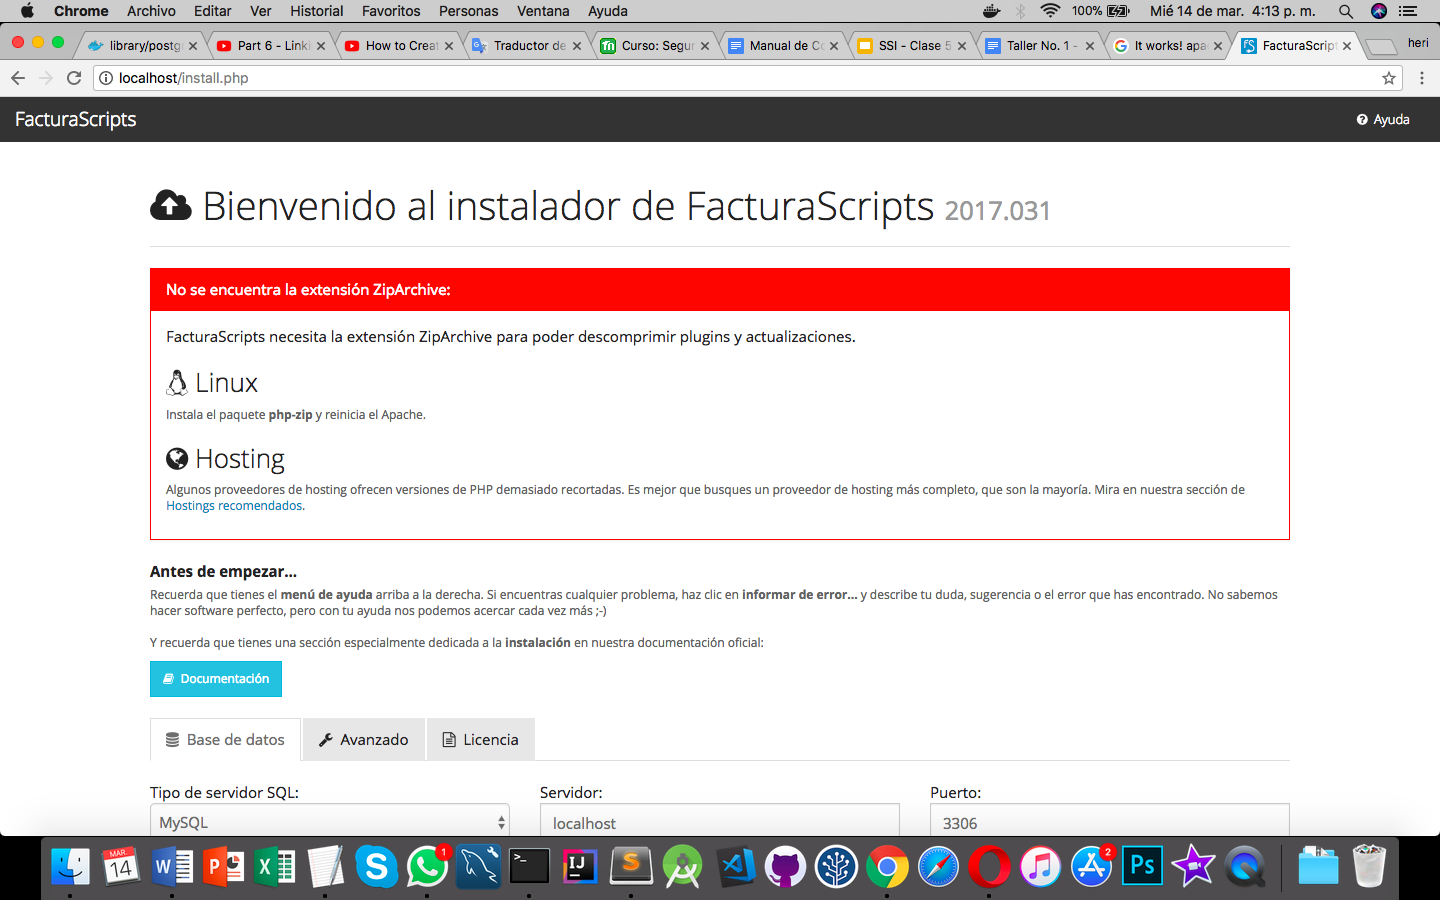 Chrome Archivo Editar Ver Historial Favoritos Personas Ventana Ayuda 100% Mié 14 de mar. 4:13 p. m.
library/postg Part 6 - Linki How to Creat Traductor de Curso: Segur Manual de Co SSI - Clase 5 Taller No. 1 - It works! apa FacturaScript heri
localhost/install.php
FacturaScripts Ayuda
Bienvenido al instalador de FacturaScripts 2017.031
No se encuentra la extensión ZipArchive:
FacturaScripts necesita la extensión ZipArchive para poder descomprimir plugins y actualizaciones.
Linux
Instala el paquete php-zip y reinicia el Apache.
Hosting
Algunos proveedores de hosting ofrecen versiones de PHP demasiado recortadas. Es mejor que busques un proveedor de hosting más completo, que son la mayoría. Mira en nuestra sección de
Hostings recomendados.
Antes de empezar...
Recuerda que tienes el menú de ayuda arriba a la derecha. Si encuentras cualquier problema, haz clic en informar de error... y describe tu duda, sugerencia o el error que has encontrado. No sabemos
hacer software perfecto, pero con tu ayuda nos podemos acercar cada vez más ;-)
Y recuerda que tienes una sección especialmente dedicada a la instalación en nuestra documentación oficial:
Documentación
Base de datos Avanzado Licencia
Tipo de servidor SQL: Servidor: Puerto:
MySQL localhost 3306
MAR. 14 1 IJ 2 Ps